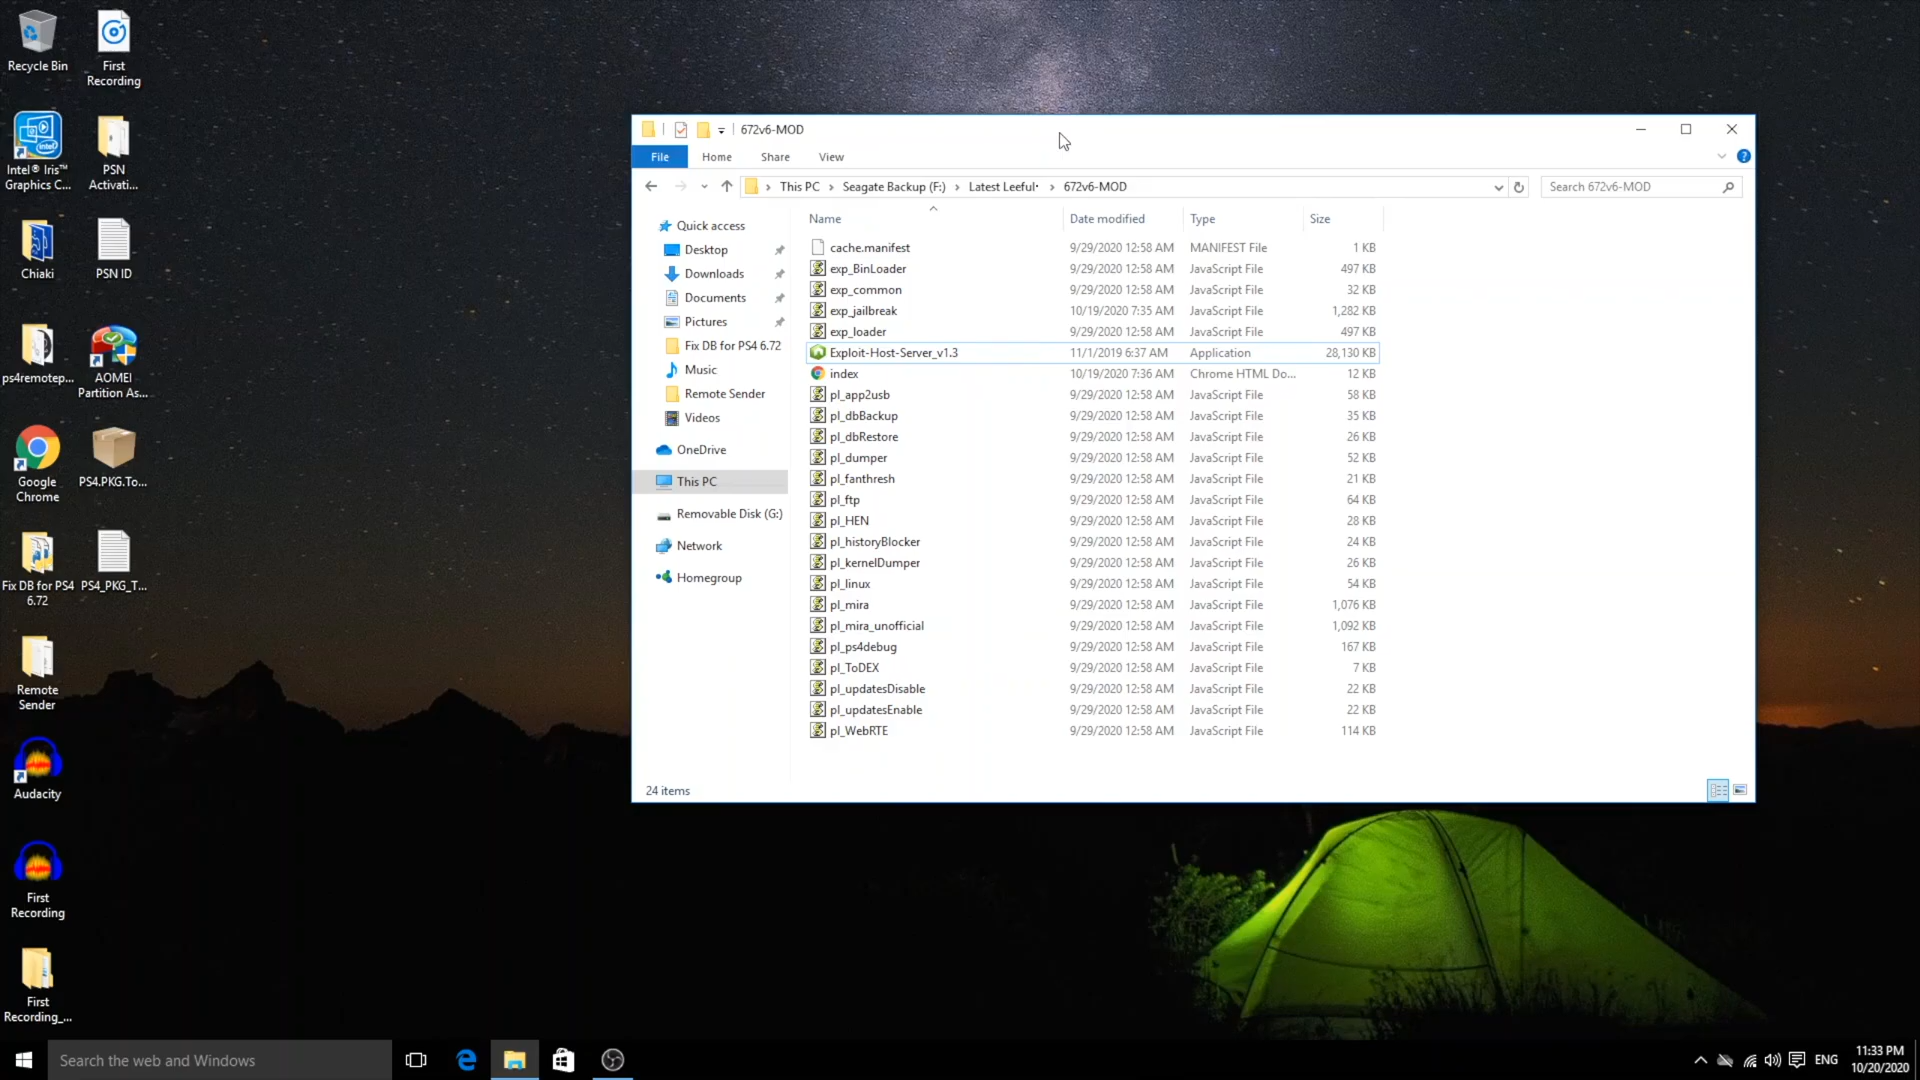 Recycle Bin
First
Recording
Intel® Iris™
Graphics C...
PSN
Activati...
Chiaki
PSN ID
ps4remotep...
AOMEI
Partition As...
Google
Chrome
PS4.PKG.To...
Fix DB for PS4
6.72
PS4_PKG_T...
Remote
Sender
Audacity
First
Recording
First
Recording_...
672v6-MOD
File
Home
Share
View
This PC
Seagate Backup (F:)
Latest Leeful
672v6-MOD
Search 672v6-MOD
Quick access
Desktop
Downloads
Documents
Pictures
Fix DB for PS4 6.72
Music
Remote Sender
Videos
OneDrive
This PC
Removable Disk (G:)
Network
Homegroup
Name Date modified Type Size
cache.manifest 9/29/2020 12:58 AM MANIFEST File 1 KB
exp_BinLoader 9/29/2020 12:58 AM JavaScript File 497 KB
exp_common 9/29/2020 12:58 AM JavaScript File 32 KB
exp_jailbreak 10/19/2020 7:35 AM JavaScript File 1,282 KB
exp_loader 9/29/2020 12:58 AM JavaScript File 497 KB
Exploit-Host-Server_v1.3 11/1/2019 6:37 AM Application 28,130 KB
index 10/19/2020 7:36 AM Chrome HTML Do... 12 KB
pl_app2usb 9/29/2020 12:58 AM JavaScript File 58 KB
pl_dbBackup 9/29/2020 12:58 AM JavaScript File 35 KB
pl_dbRestore 9/29/2020 12:58 AM JavaScript File 26 KB
pl_dumper 9/29/2020 12:58 AM JavaScript File 52 KB
pl_fanthresh 9/29/2020 12:58 AM JavaScript File 21 KB
pl_ftp 9/29/2020 12:58 AM JavaScript File 64 KB
pl_HEN 9/29/2020 12:58 AM JavaScript File 28 KB
pl_historyBlocker 9/29/2020 12:58 AM JavaScript File 24 KB
pl_kernelDumper 9/29/2020 12:58 AM JavaScript File 26 KB
pl_linux 9/29/2020 12:58 AM JavaScript File 54 KB
pl_mira 9/29/2020 12:58 AM JavaScript File 1,076 KB
pl_mira_unofficial 9/29/2020 12:58 AM JavaScript File 1,092 KB
pl_ps4debug 9/29/2020 12:58 AM JavaScript File 167 KB
pl_ToDEX 9/29/2020 12:58 AM JavaScript File 7 KB
pl_updatesDisable 9/29/2020 12:58 AM JavaScript File 22 KB
pl_updatesEnable 9/29/2020 12:58 AM JavaScript File 22 KB
pl_WebRTE 9/29/2020 12:58 AM JavaScript File 114 KB
24 items
Search the web and Windows
ENG
11:33 PM
10/20/2020